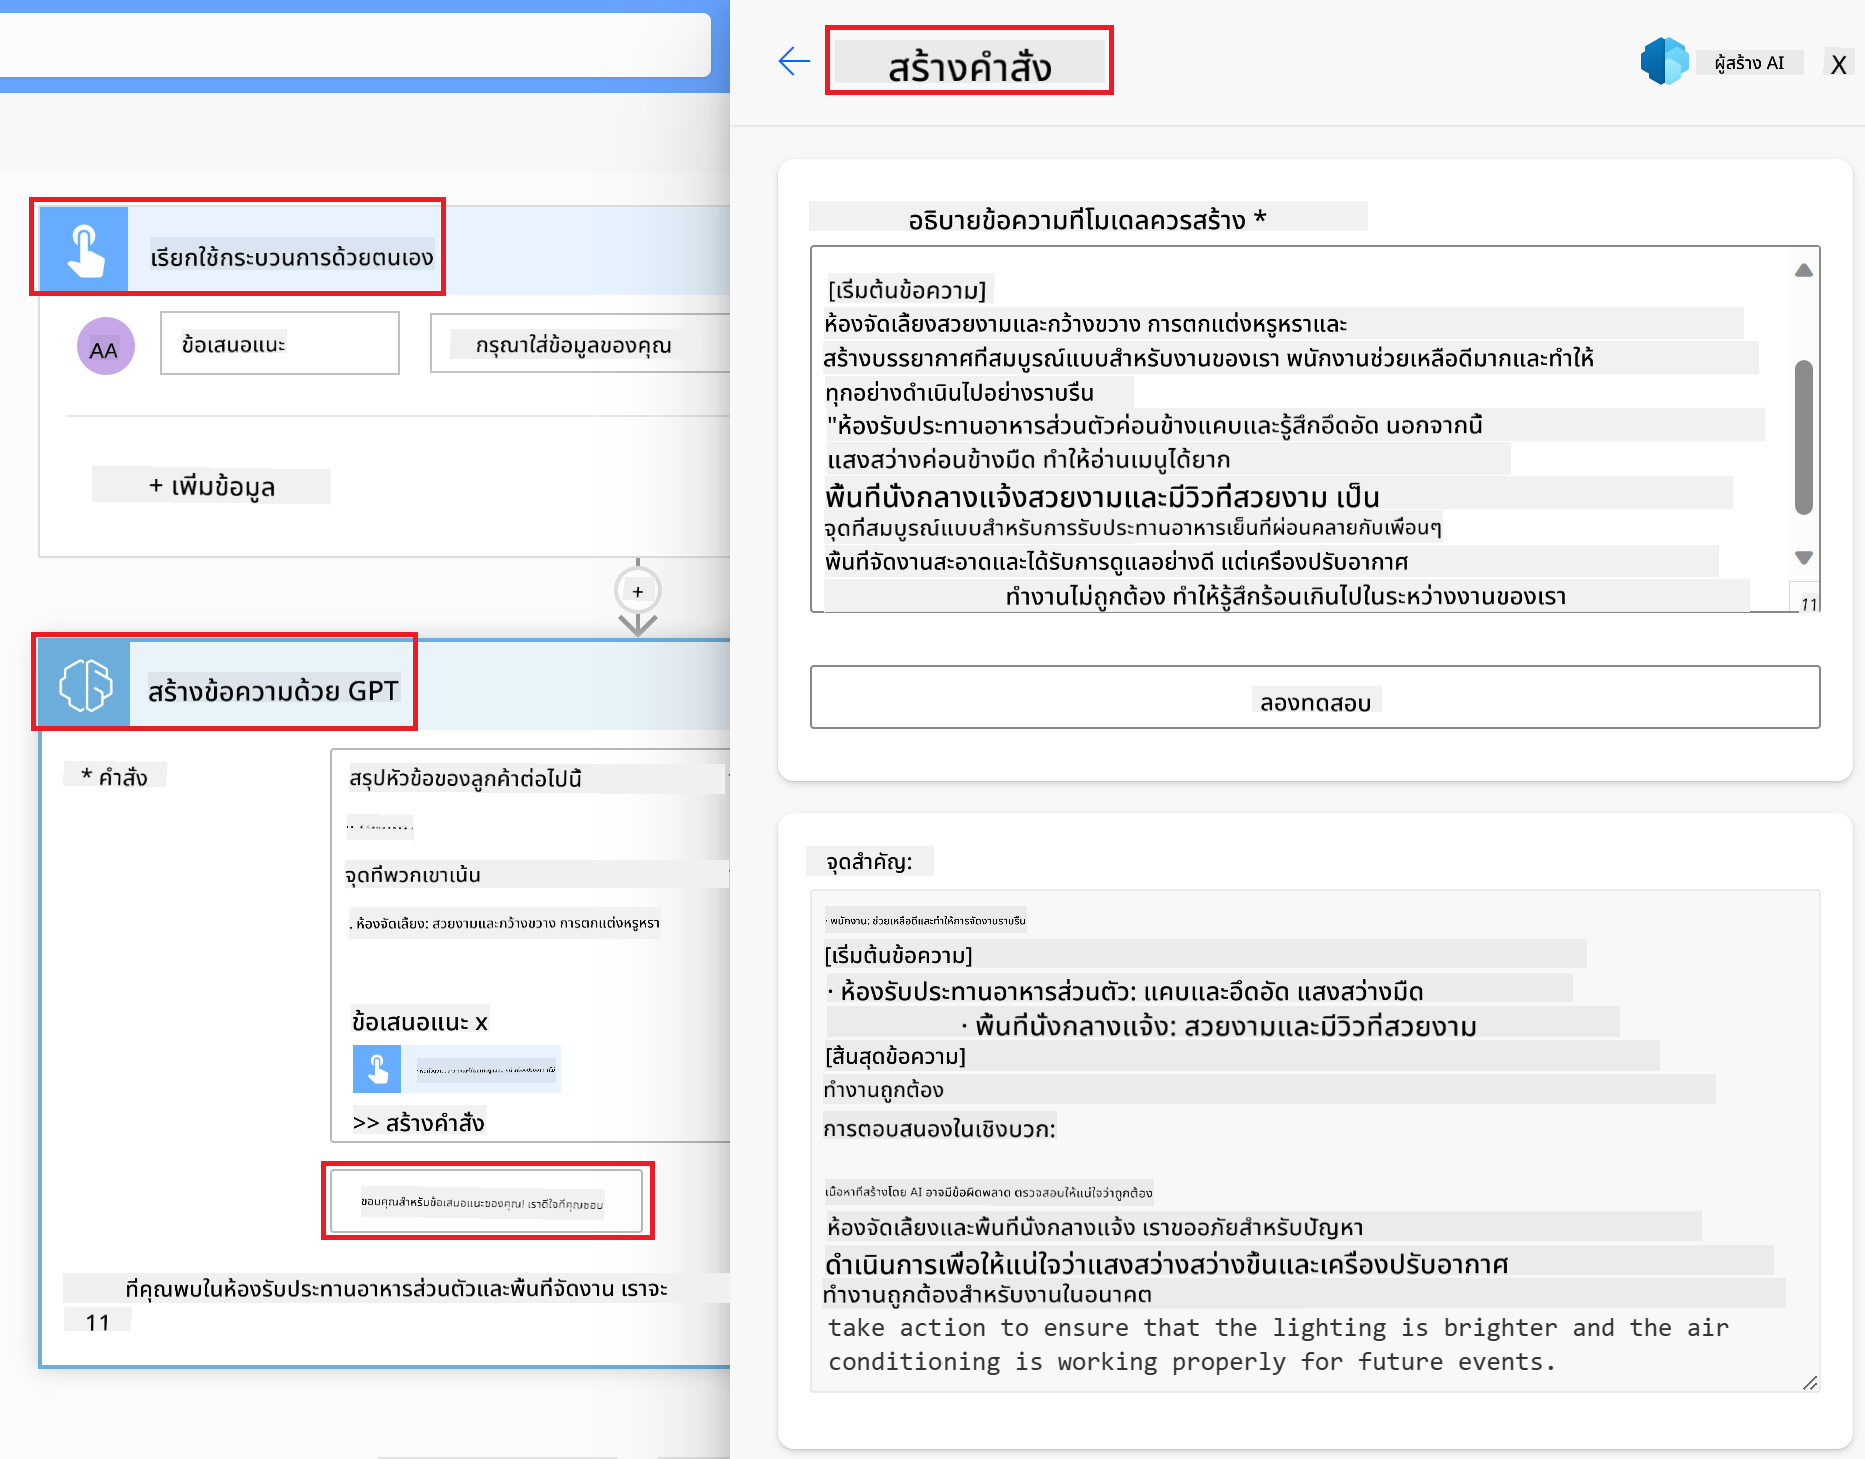 สร้างคำสั่ง
ผู้สร้าง AI
X
เรียกใช้กระบวนการด้วยตนเอง
AA
ข้อเสนอแนะ
กรุณาใส่ข้อมูลของคุณ
+ เพิ่มข้อมูล
+
สร้างข้อความด้วย GPT
* คำสั่ง
สรุปหัวข้อของลูกค้าต่อไปนี้
จุดที่พวกเขาเน้น
. ห้องจัดเลี้ยง: สวยงามและกว้างขวาง การตกแต่งหรูหรา
ข้อเสนอแนะ x
>> สร้างคำสั่ง
ขอบคุณสำหรับข้อเสนอแนะของคุณ! เราดีใจที่คุณชอบ
ที่คุณพบในห้องรับประทานอาหารส่วนตัวและพื้นที่จัดงาน เราจะ
11
อธิบายข้อความที่โมเดลควรสร้าง *
[เริ่มต้นข้อความ]
ห้องจัดเลี้ยงสวยงามและกว้างขวาง การตกแต่งหรูหราและ
สร้างบรรยากาศที่สมบูรณ์แบบสำหรับงานของเรา พนักงานช่วยเหลือดีมากและทำให้
ทุกอย่างดำเนินไปอย่างราบรื่น
"ห้องรับประทานอาหารส่วนตัวค่อนข้างแคบและรู้สึกอึดอัด นอกจากนี้
แสงสว่างค่อนข้างมืด ทำให้อ่านเมนูได้ยาก
พื้นที่นั่งกลางแจ้งสวยงามและมีวิวที่สวยงาม เป็น
จุดที่สมบูรณ์แบบสำหรับการรับประทานอาหารเย็นที่ผ่อนคลายกับเพื่อนๆ
พื้นที่จัดงานสะอาดและได้รับการดูแลอย่างดี แต่เครื่องปรับอากาศ
ทำงานไม่ถูกต้อง ทำให้รู้สึกร้อนเกินไปในระหว่างงานของเรา
11
ลองทดสอบ
จุดสำคัญ:
· พนักงาน: ช่วยเหลือดีและทำให้การจัดงานราบรื่น
[เริ่มต้นข้อความ]
· ห้องรับประทานอาหารส่วนตัว: แคบและอึดอัด แสงสว่างมืด
· พื้นที่นั่งกลางแจ้ง: สวยงามและมีวิวที่สวยงาม
[สิ้นสุดข้อความ]
ทำงานถูกต้อง
การตอบสนองในเชิงบวก:
เนื้อหาที่สร้างโดย AI อาจมีข้อผิดพลาด ตรวจสอบให้แน่ใจว่าถูกต้อง
ห้องจัดเลี้ยงและพื้นที่นั่งกลางแจ้ง เราขออภัยสำหรับปัญหา
ดำเนินการเพื่อให้แน่ใจว่าแสงสว่างสว่างขึ้นและเครื่องปรับอากาศ
ทำงานถูกต้องสำหรับงานในอนาคต
take action to ensure that the lighting is brighter and the air
conditioning is working properly for future events.